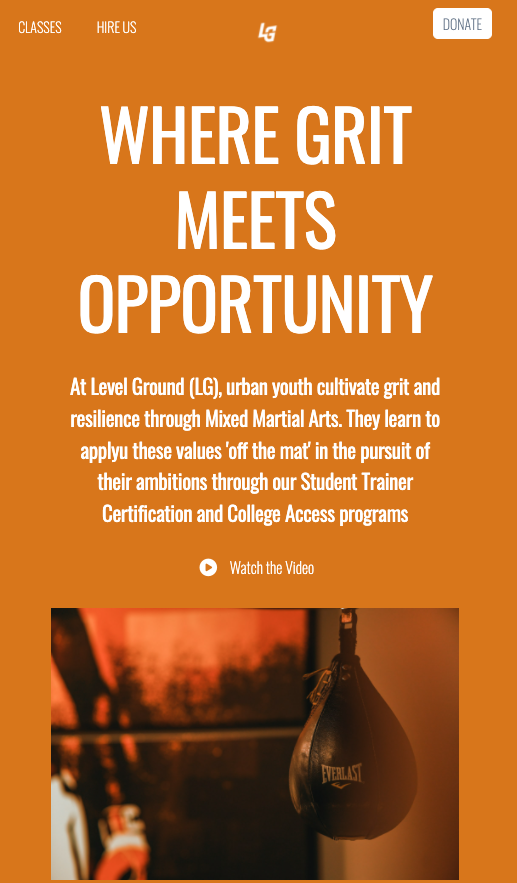 CLASSES
HIRE US
LG
DONATE
WHERE GRIT
MEETS
OPPORTUNITY
At Level Ground (LG), urban youth cultivate grit and
resilience through Mixed Martial Arts. They learn to
applyu these values 'off the mat' in the pursuit of
their ambitions through our Student Trainer
Certification and College Access programs
Watch the Video
EVERLAST